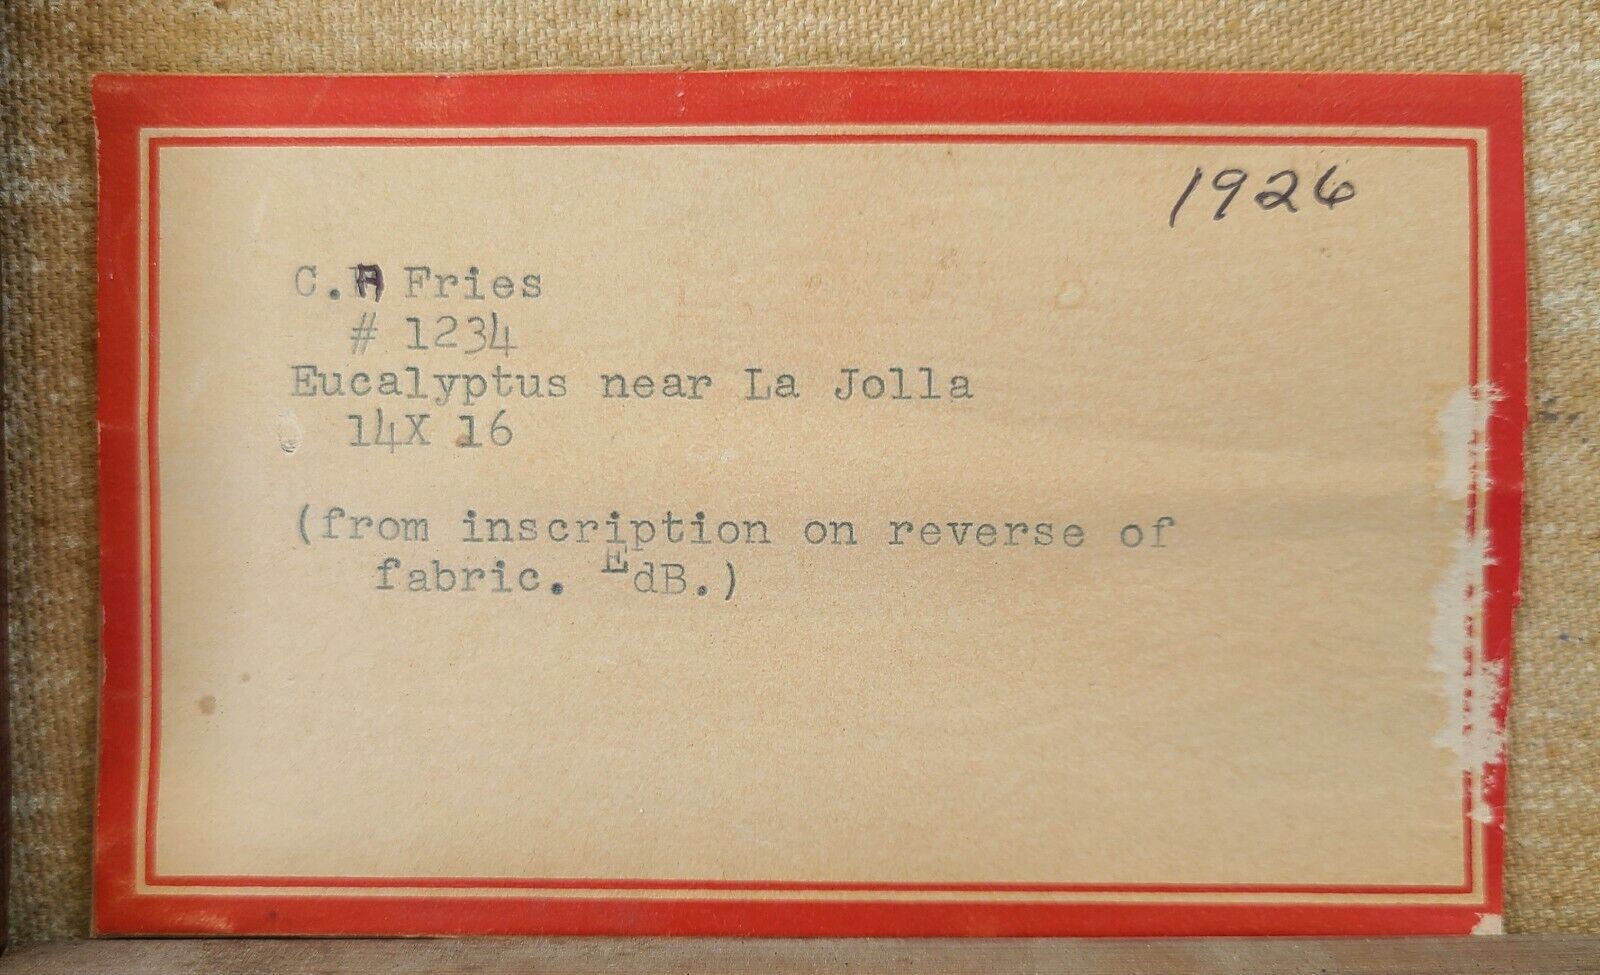 1926
C.A Fries
# 1234
Eucalyptus near La Jolla
14X 16
(from inscription on reverse of
fabric. EdB.)